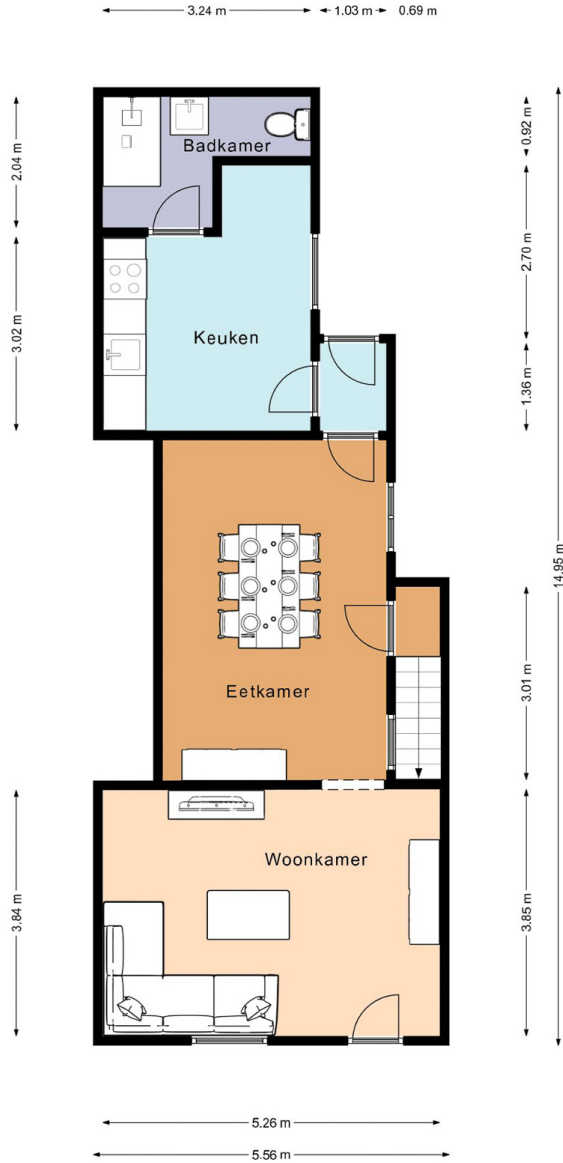 3.24 m
1.03 m
0.69 m
2.04 m
0.92 m
Badkamer
2.70 m
3.02 m
Keuken
1.36 m
14.95 m
3.01 m
Eetkamer
3.84 m
Woonkamer
3.85 m
5.26 m
5.56 m